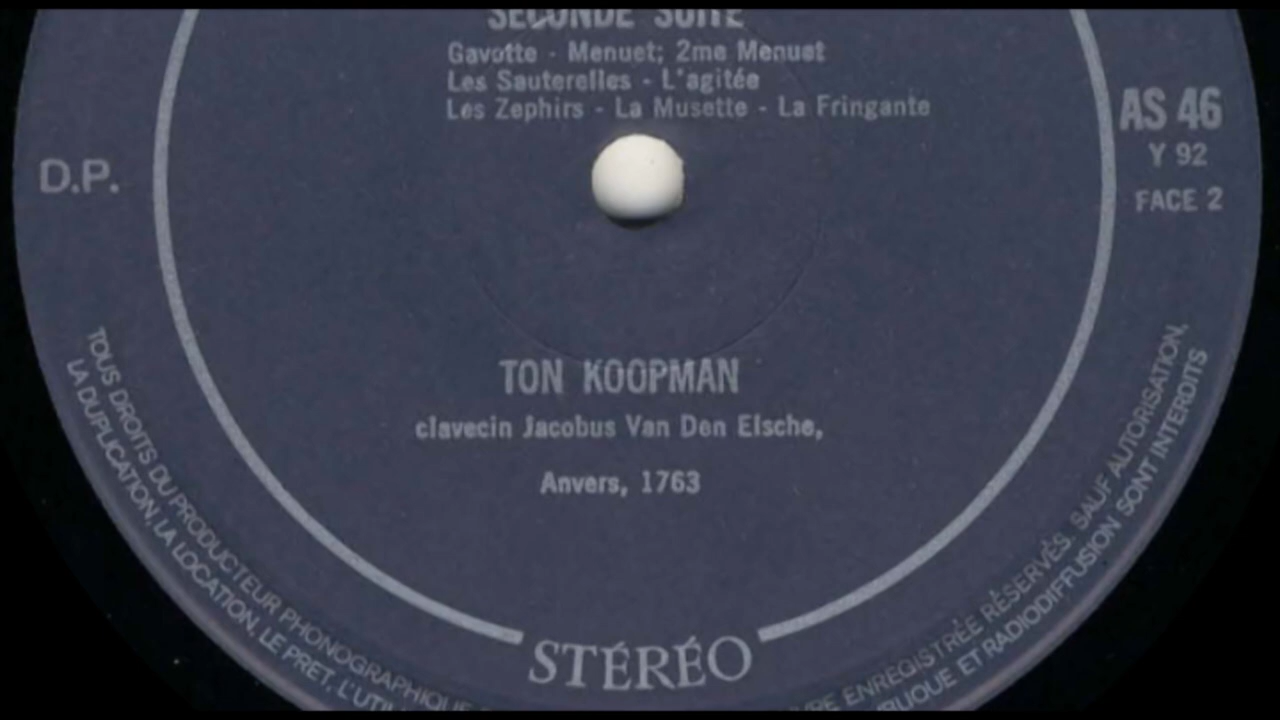 SECONDE SUITE
Gavotte - Menuet; 2me Menuet
Les Sauterelles - L'agitée
Les Zephirs - La Musette - La Fringante
D.P.
AS 46
Y 92
FACE 2
TON KOOPMAN
clavecin Jacobus Van Den Elsche,
Anvers, 1763
STÉRÉO
TOUS DROITS DU PRODUCTEUR PHONOGRAPHIQUE
ENREGISTRÉE RÉSERVÉS. SAUF AUTORISATION,
LA DUPLICATION, LA LOCATION, LE PRET, L'UTIL
ET RADIODIFFUSION SONT INTERDITS